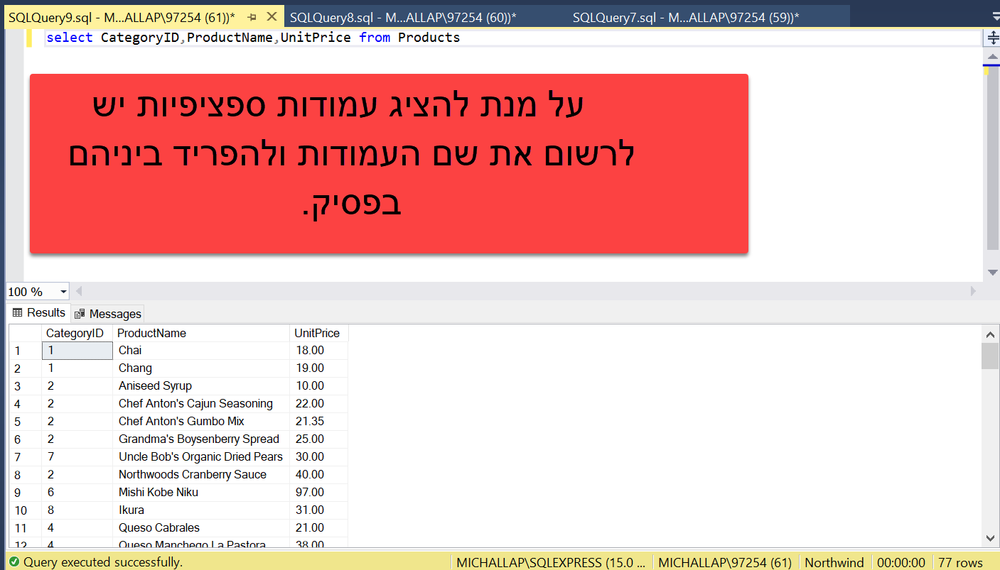 SQLQuery9.sql - M...ALLAP\97254 (61))* SQLQuery8.sql - M...ALLAP\97254 (60))* SQLQuery7.sql - M...ALLAP\97254 (59))*
select CategoryID,ProductName,UnitPrice from Products
על מנת להציג עמודות ספציפיות יש
לרשום את שם העמודות ולהפריד ביניהם
בפסיק.
100 %
Results Messages
CategoryID ProductName UnitPrice
1 1 Chai 18.00
2 1 Chang 19.00
3 2 Aniseed Syrup 10.00
4 2 Chef Anton's Cajun Seasoning 22.00
5 2 Chef Anton's Gumbo Mix 21.35
6 2 Grandma's Boysenberry Spread 25.00
7 7 Uncle Bob's Organic Dried Pears 30.00
8 2 Northwoods Cranberry Sauce 40.00
9 6 Mishi Kobe Niku 97.00
10 8 Ikura 31.00
11 4 Queso Cabrales 21.00
12 4 Queso Manchego La Pastora 38.00
Query executed successfully. MICHALLAP\SQLEXPRESS (15.0 ... MICHALLAP\97254 (61) Northwind 00:00:00 77 rows